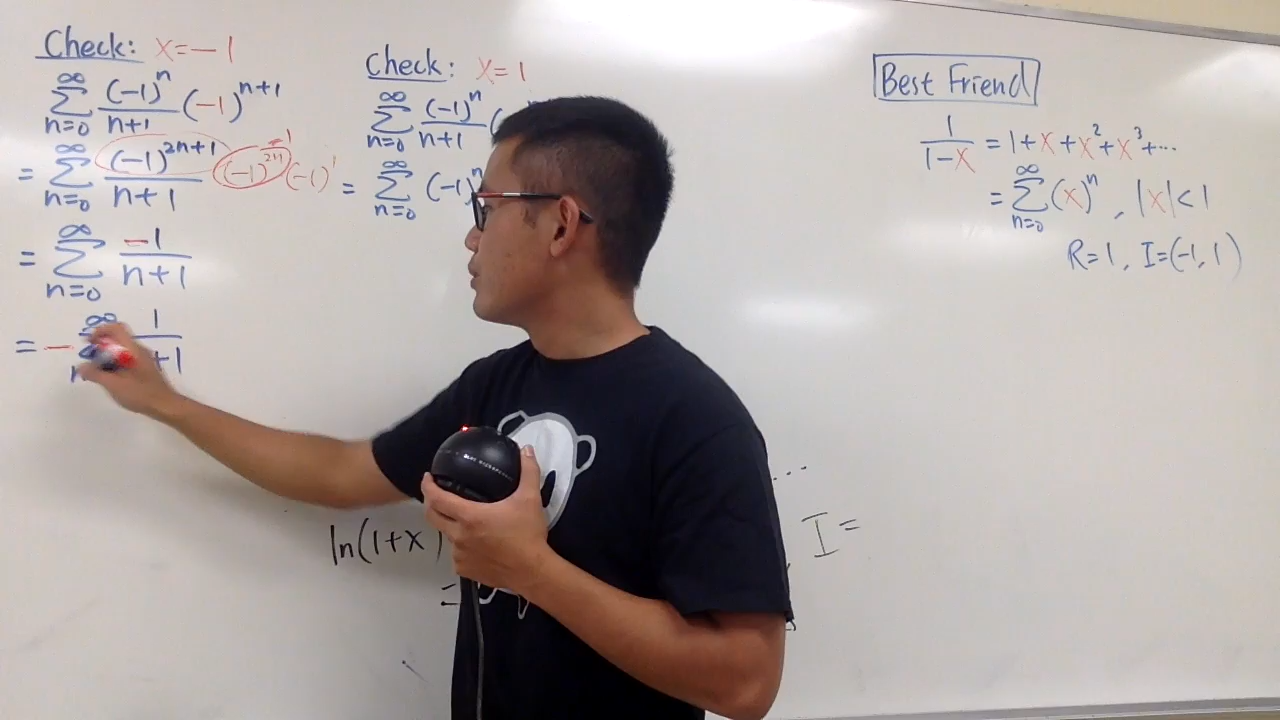 Check: x=-1
∞ Σ n=0 (-1)^n/(n+1) (-1)^(n+1)
= ∞ Σ n=0 (-1)^(2n+1)/(n+1) (-1)^(2n) (-1)^1 =1
= ∞ Σ n=0 -1/(n+1)
= - ∞ 1/ +1
Check: x=1
∞ Σ n=0 (-1)^n/(n+1) (
= ∞ Σ n=0 (-1)^n
Best Friend
1/(1-x) = 1+x+x^2+x^3+...
= ∞ Σ n=0 (x)^n , |x|<1
R=1, I=(-1, 1)
ln(1+x)
=
...
I=